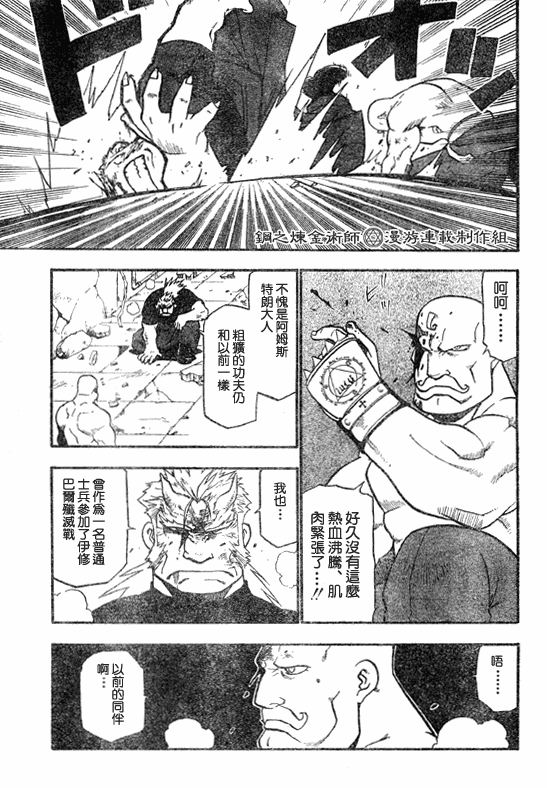 ドオッ
鋼之煉金術師 漫游連載制作組
呵呵……
好久沒有這麼
熱血沸騰、肌
肉緊張了……!!
不愧是阿姆斯
特朗大人
粗獷的功夫仍
和以前一樣
我也…
曾作為一名普通
士兵參加了伊修
巴爾殲滅戰
唔……
以前的同伴
啊…